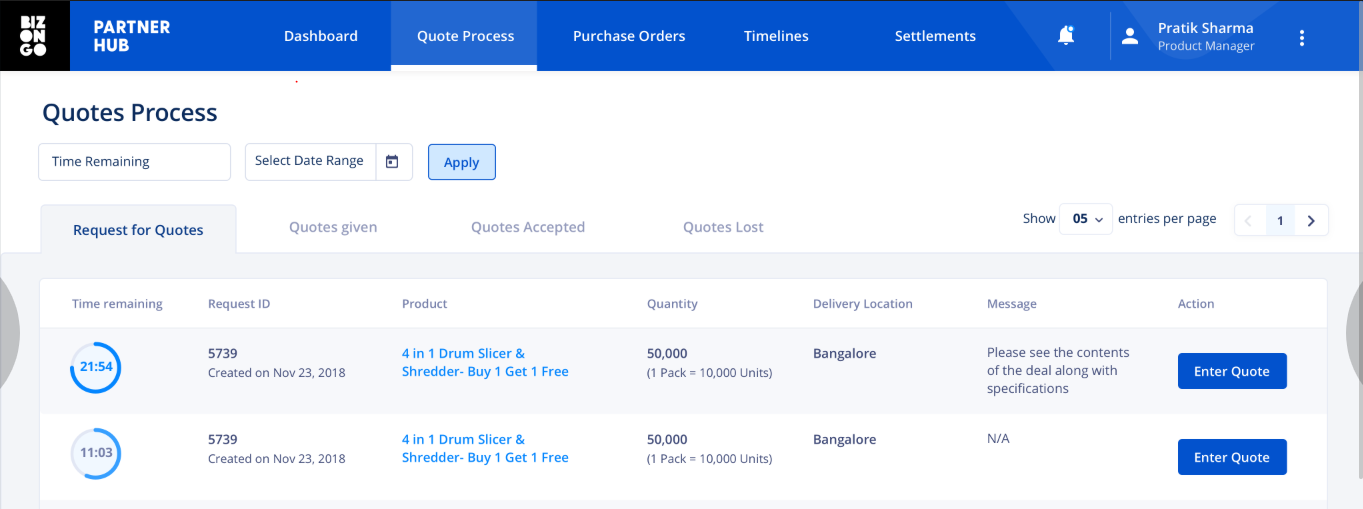 BIZ
ON
GO
PARTNER
HUB
Dashboard
Quote Process
Purchase Orders
Timelines
Settlements
Pratik Sharma
Product Manager
Quotes Process
Time Remaining
Select Date Range
Apply
Request for Quotes
Quotes given
Quotes Accepted
Quotes Lost
Show 05 entries per page
1
Time remaining
Request ID
Product
Quantity
Delivery Location
Message
Action
21:54
5739
Created on Nov 23, 2018
4 in 1 Drum Slicer &
Shredder- Buy 1 Get 1 Free
50,000
(1 Pack = 10,000 Units)
Bangalore
Please see the contents
of the deal along with
specifications
Enter Quote
11:03
5739
Created on Nov 23, 2018
4 in 1 Drum Slicer &
Shredder- Buy 1 Get 1 Free
50,000
(1 Pack = 10,000 Units)
Bangalore
N/A
Enter Quote